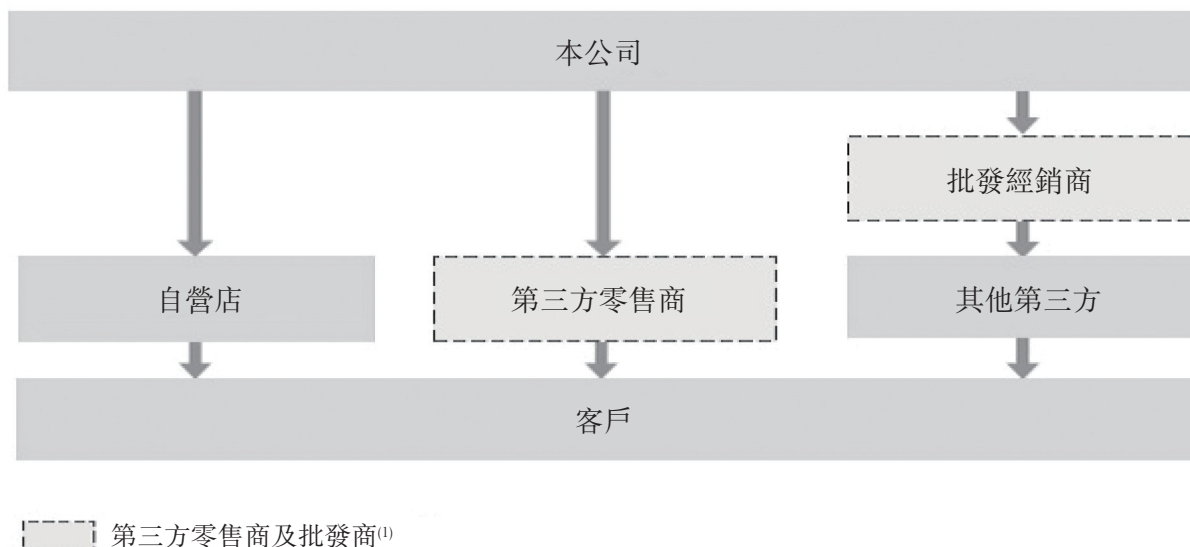 本公司
批發經銷商
自營店
第三方零售商
其他第三方
客戶
第三方零售商及批發商⁽¹⁾